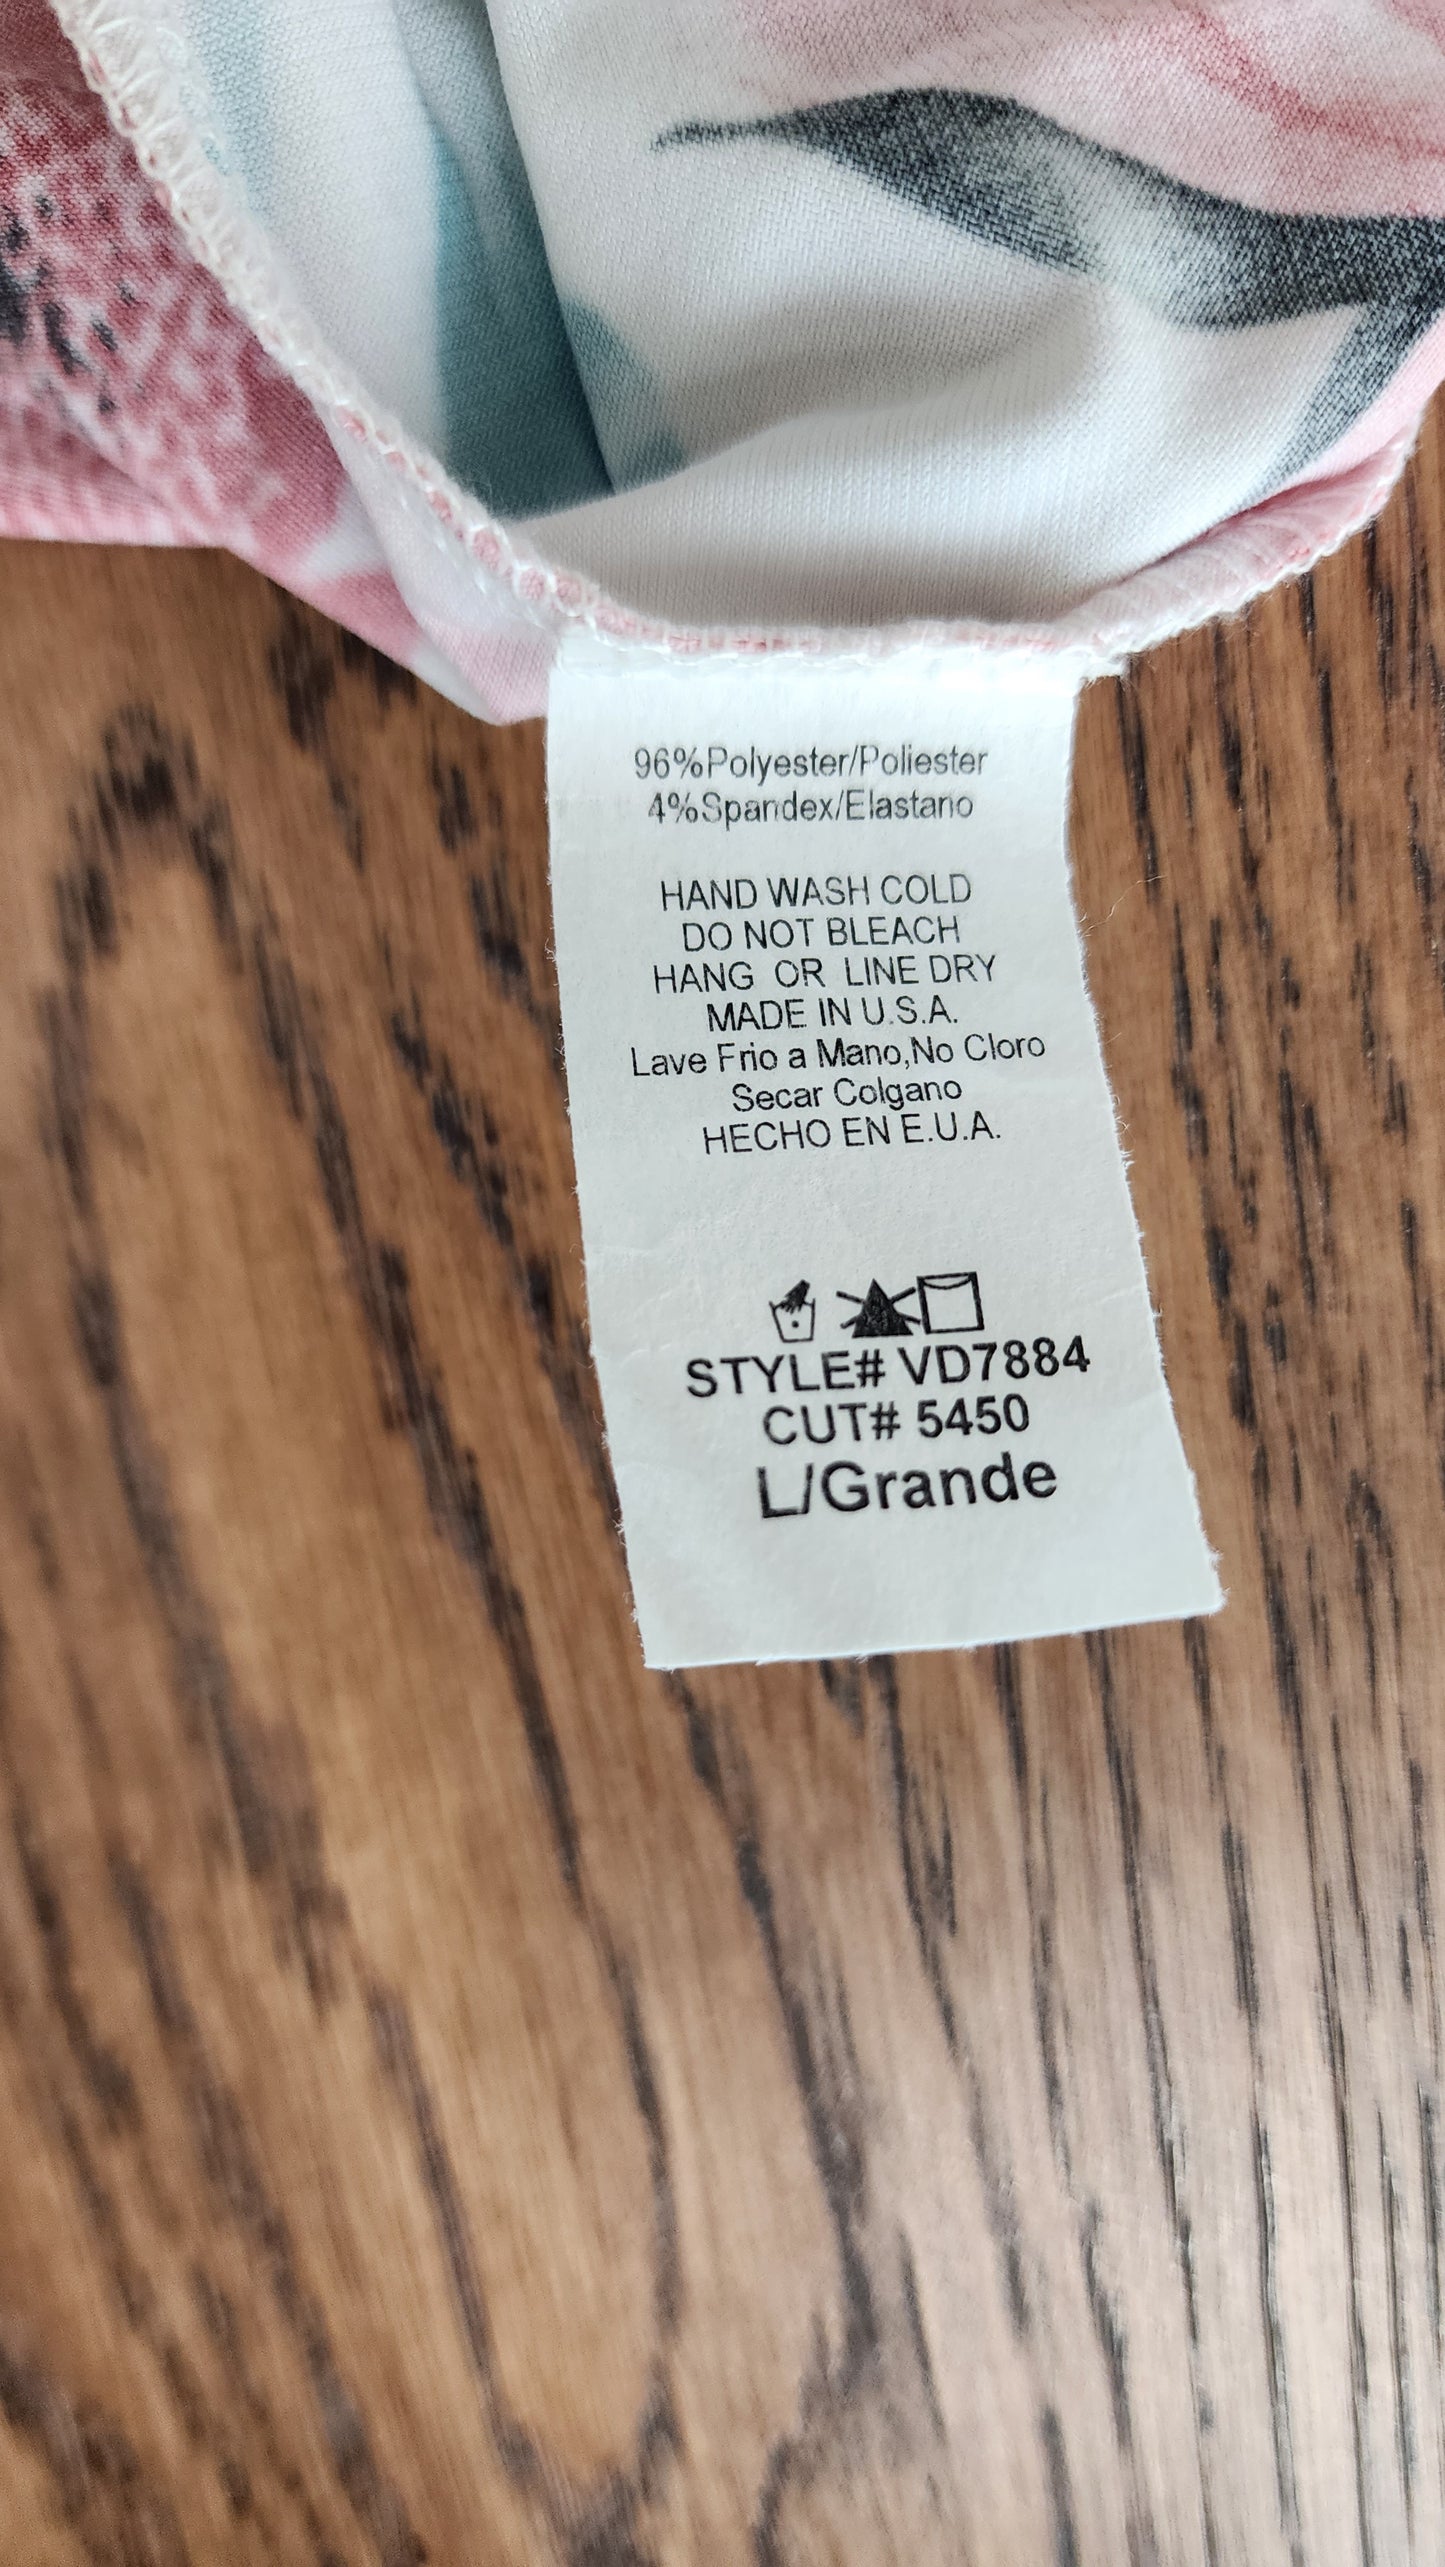 96%Polyester/Poliester
4%Spandex/Elastano
HAND WASH COLD
DO NOT BLEACH
HANG OR LINE DRY
MADE IN U.S.A.
Lave Frio a Mano,No Cloro
Secar Colgano
HECHO EN E.U.A.
STYLE# VD7884
CUT# 5450
L/Grande